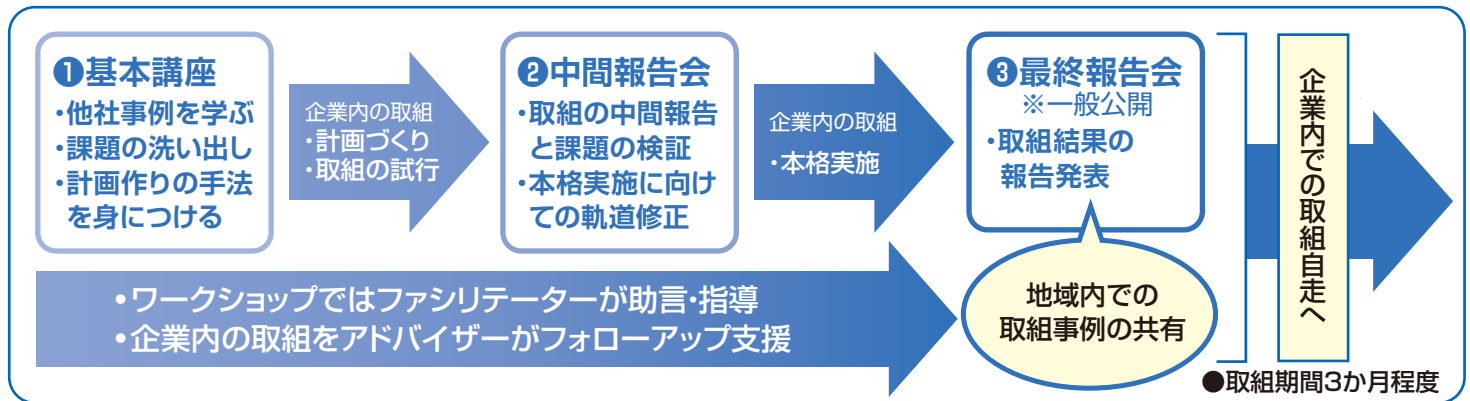 ❶基本講座
・他社事例を学ぶ
・課題の洗い出し
・計画作りの手法
を身につける
企業内の取組
・計画づくり
・取組の試行
❷中間報告会
・取組の中間報告
と課題の検証
・本格実施に向け
ての軌道修正
企業内の取組
・本格実施
❸最終報告会
※一般公開
・取組結果の
報告発表
•ワークショップではファシリテーターが助言・指導
•企業内の取組をアドバイザーがフォローアップ支援
地域内での
取組事例の共有
企業内での取組自走へ
●取組期間3か月程度